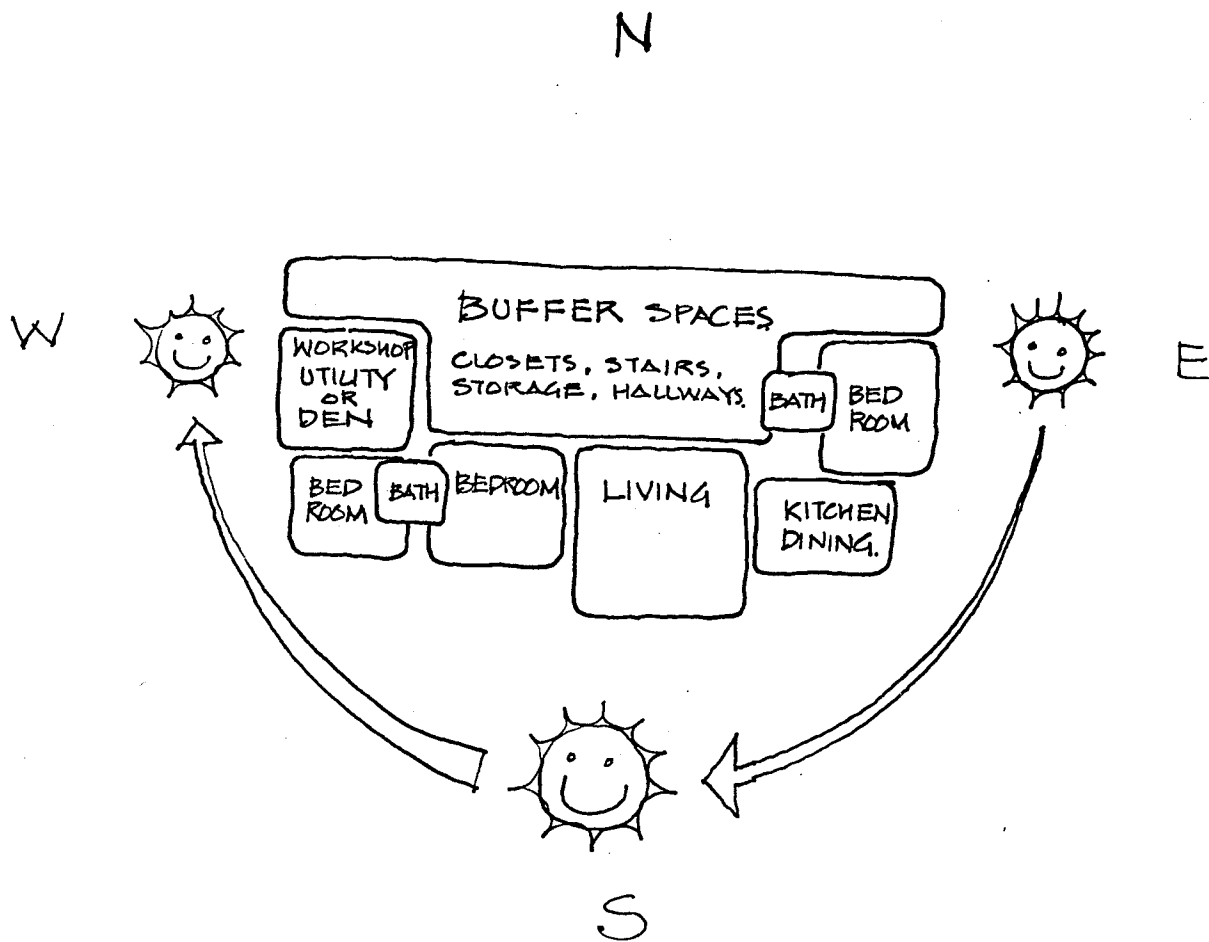 N
W
E
BUFFER SPACES
CLOSETS, STAIRS,
STORAGE, HALLWAYS.
WORKSHOP
UTILITY
OR
DEN
BATH
BED
ROOM
BED
ROOM
BATH
BEDROOM
LIVING
KITCHEN
DINING.
S